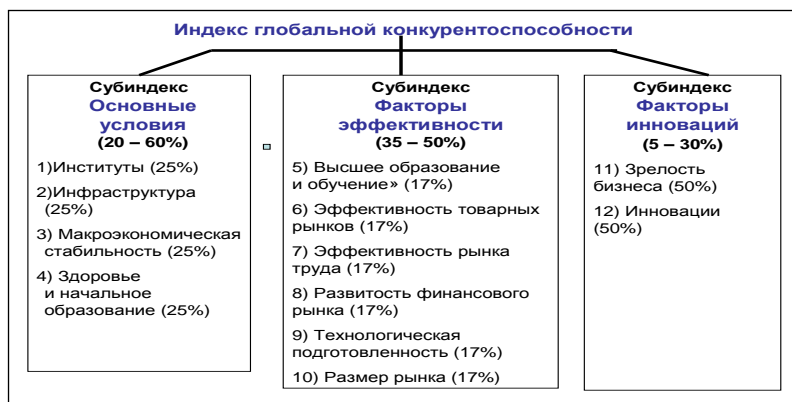 Индекс глобальной конкурентоспособности
Субиндекс
Основные
условия
(20 – 60%)
1)Институты (25%)
2)Инфраструктура
(25%)
3) Макроэкономическая
стабильность (25%)
4) Здоровье
и начальное
образование (25%)
Субиндекс
Факторы
эффективности
(35 – 50%)
5) Высшее образование
и обучение» (17%)
6) Эффективность товарных
рынков (17%)
7) Эффективность рынка
труда (17%)
8) Развитость финансового
рынка (17%)
9) Технологическая
подготовленность (17%)
10) Размер рынка (17%)
Субиндекс
Факторы
инноваций
(5 – 30%)
11) Зрелость
бизнеса (50%)
12) Инновации
(50%)